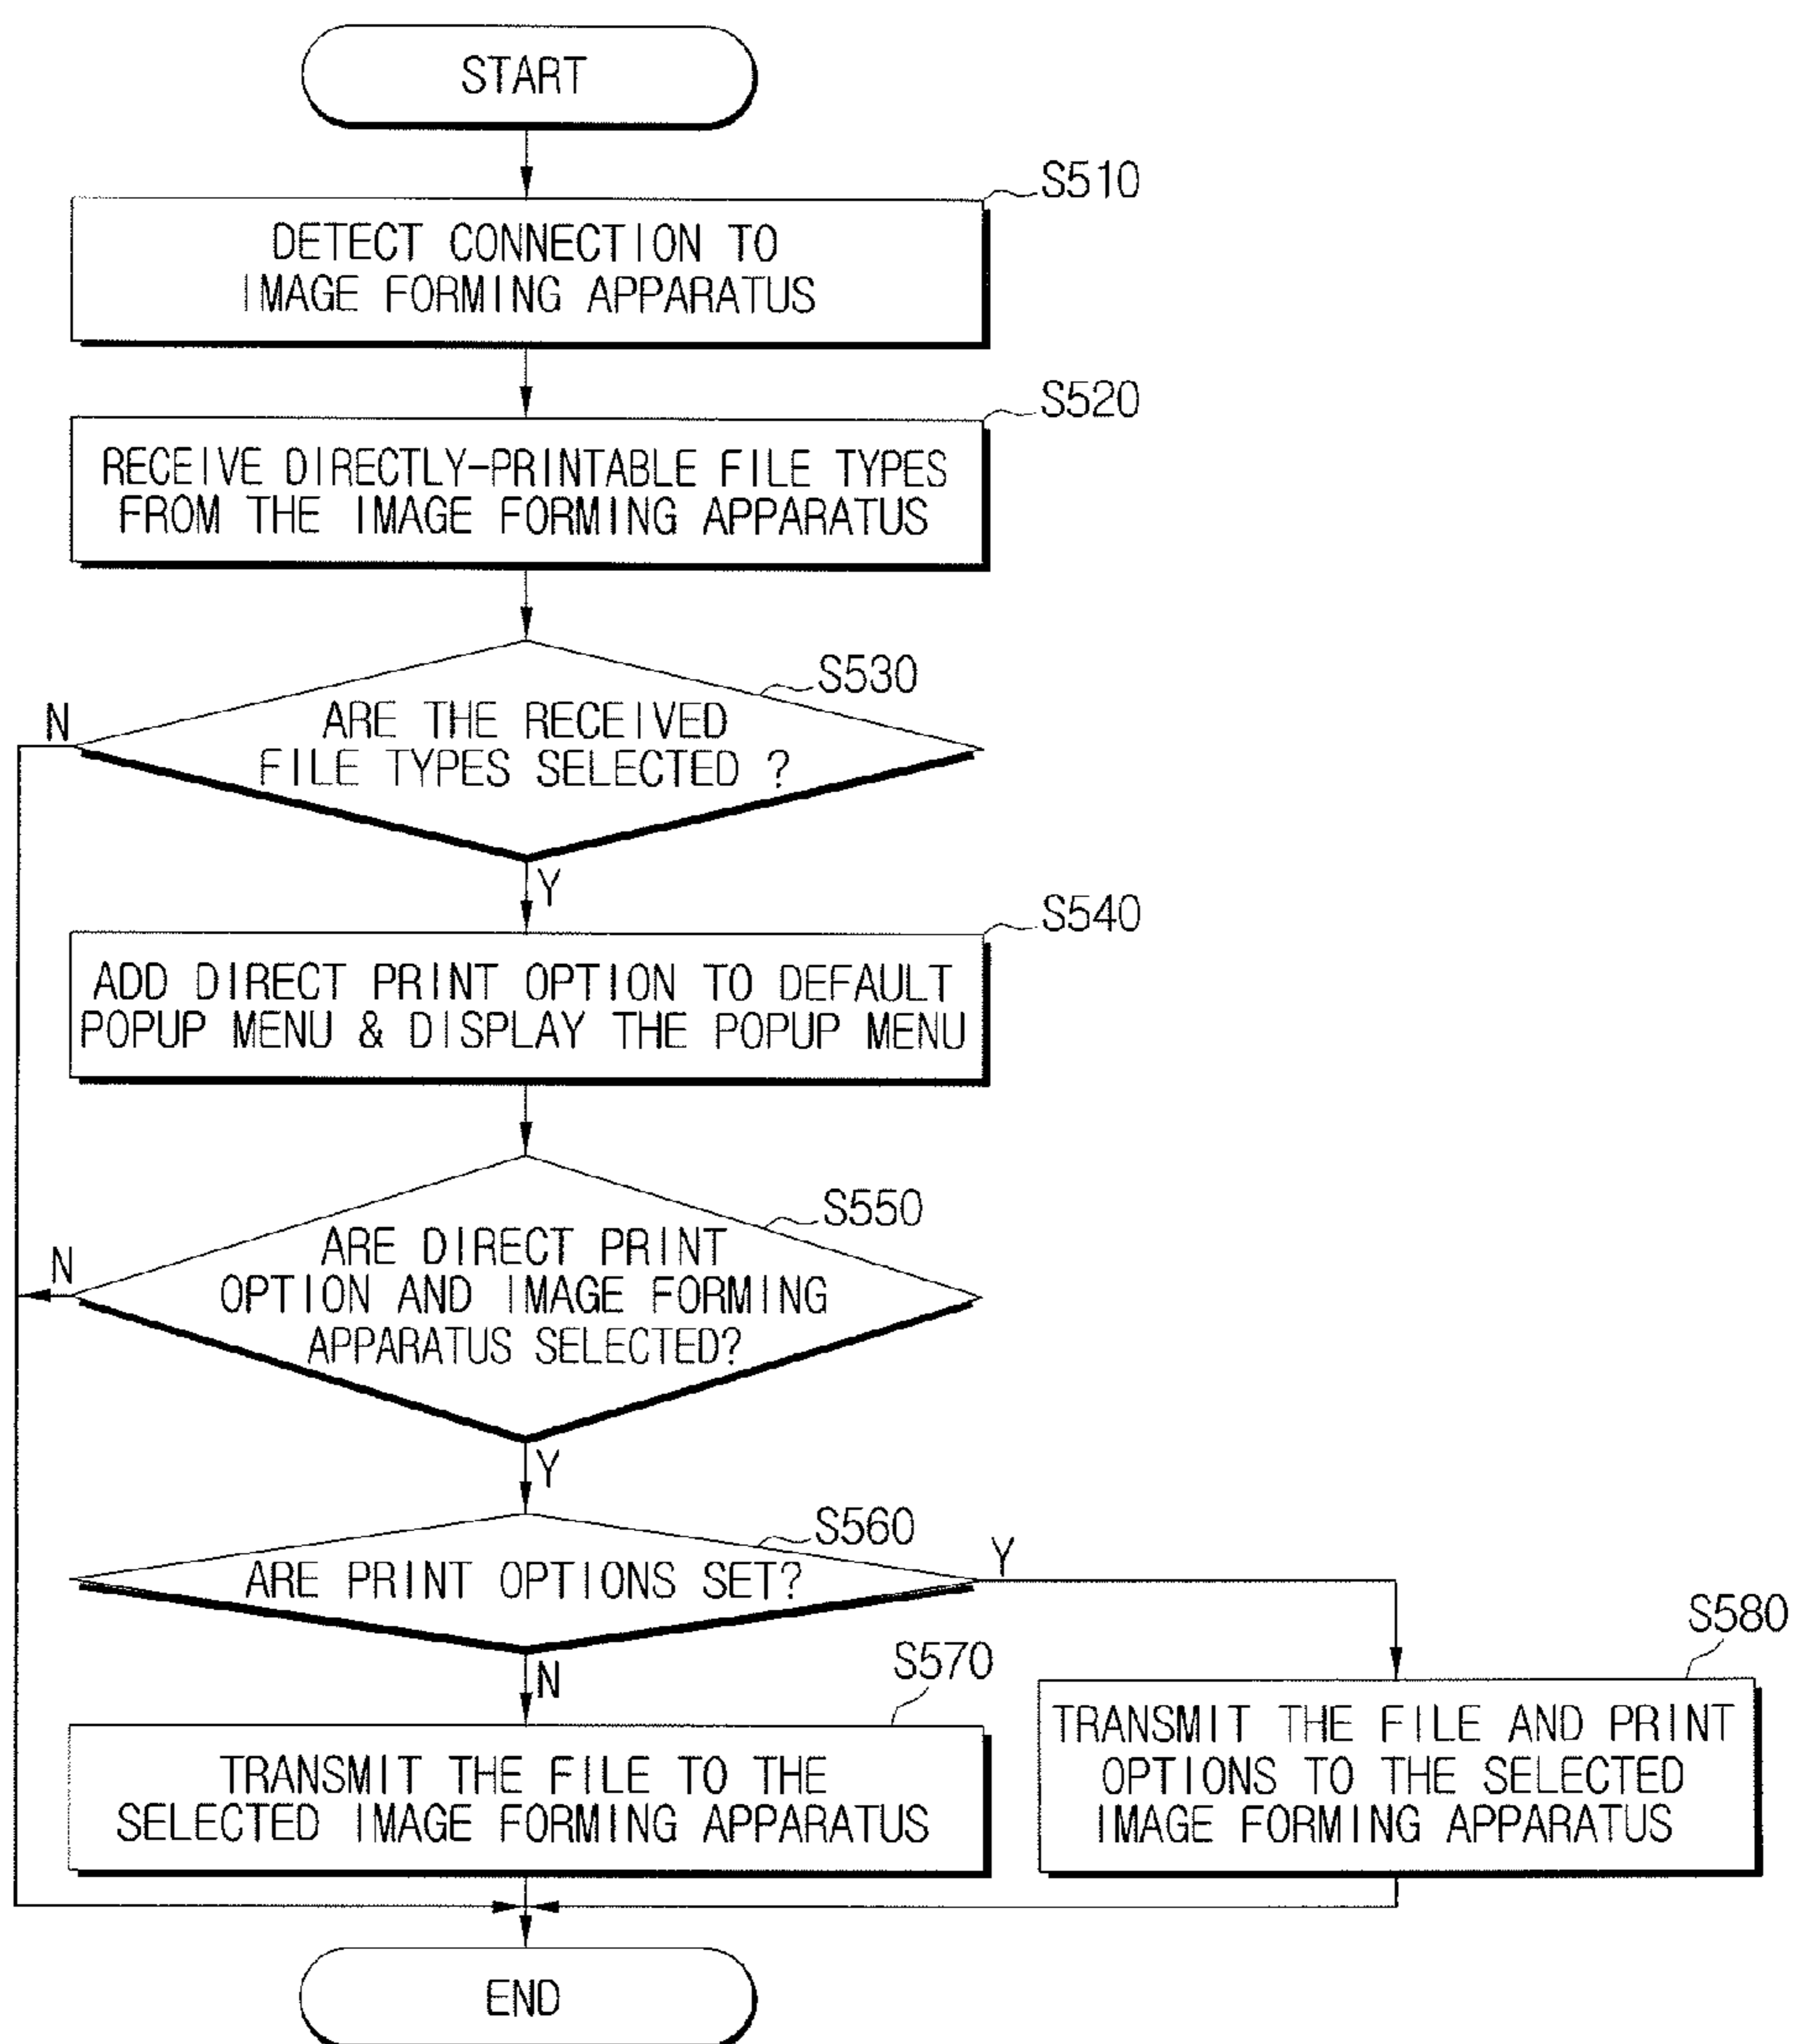 START
S510
DETECT CONNECTION TO
IMAGE FORMING APPARATUS
S520
RECEIVE DIRECTLY-PRINTABLE FILE TYPES
FROM THE IMAGE FORMING APPARATUS
S530
N
ARE THE RECEIVED
FILE TYPES SELECTED ?
Y
S540
ADD DIRECT PRINT OPTION TO DEFAULT
POPUP MENU & DISPLAY THE POPUP MENU
S550
N
ARE DIRECT PRINT
OPTION AND IMAGE FORMING
APPARATUS SELECTED?
Y
S560
ARE PRINT OPTIONS SET?
Y
N
S570
TRANSMIT THE FILE TO THE
SELECTED IMAGE FORMING APPARATUS
S580
TRANSMIT THE FILE AND PRINT
OPTIONS TO THE SELECTED
IMAGE FORMING APPARATUS
END